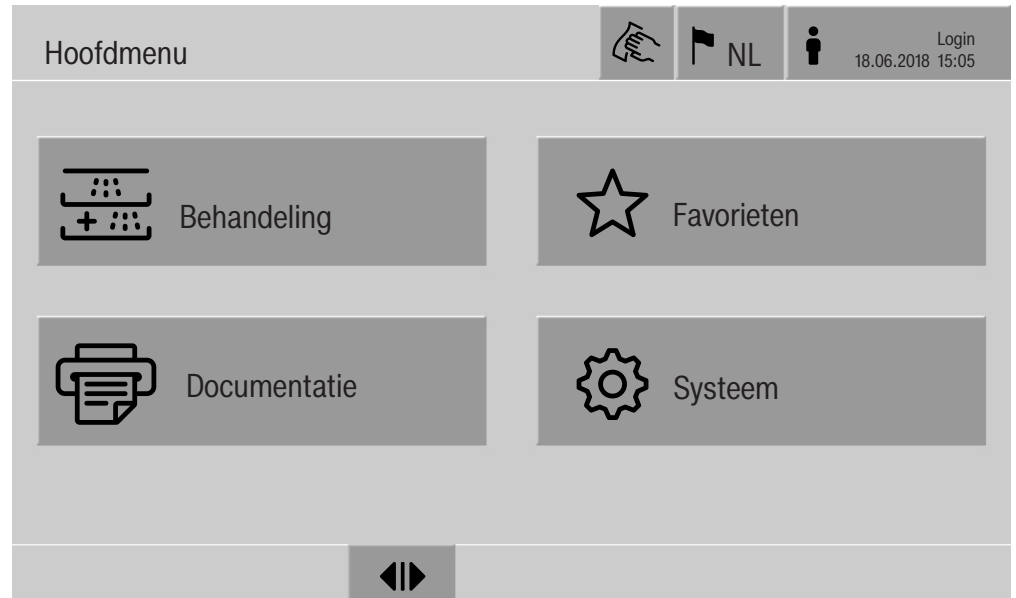 Hoofdmenu
NL
Login
18.06.2018 15:05
Behandeling
Favorieten
Documentatie
Systeem